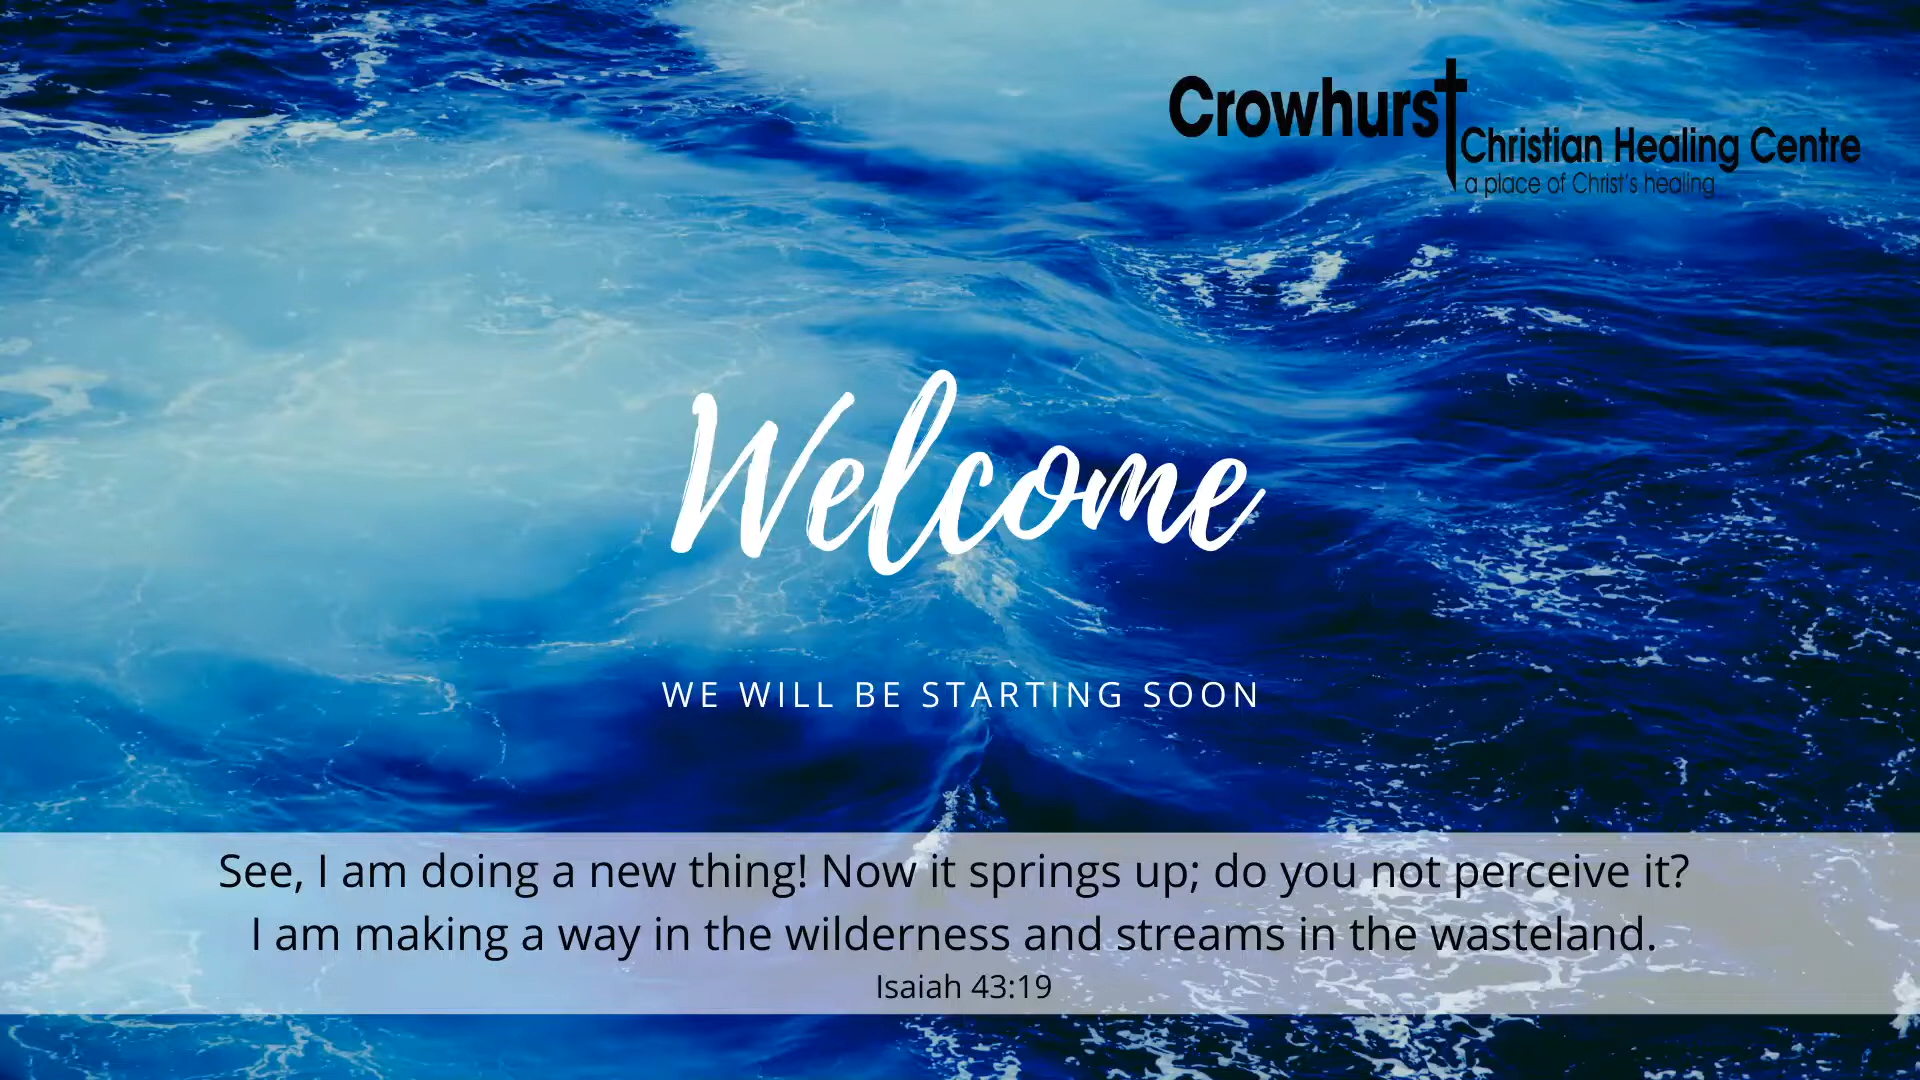 Crowhurst
Christian Healing Centre
a place of Christ's healing
Welcome
WE WILL BE STARTING SOON
See, I am doing a new thing! Now it springs up; do you not perceive it?
I am making a way in the wilderness and streams in the wasteland.
Isaiah 43:19